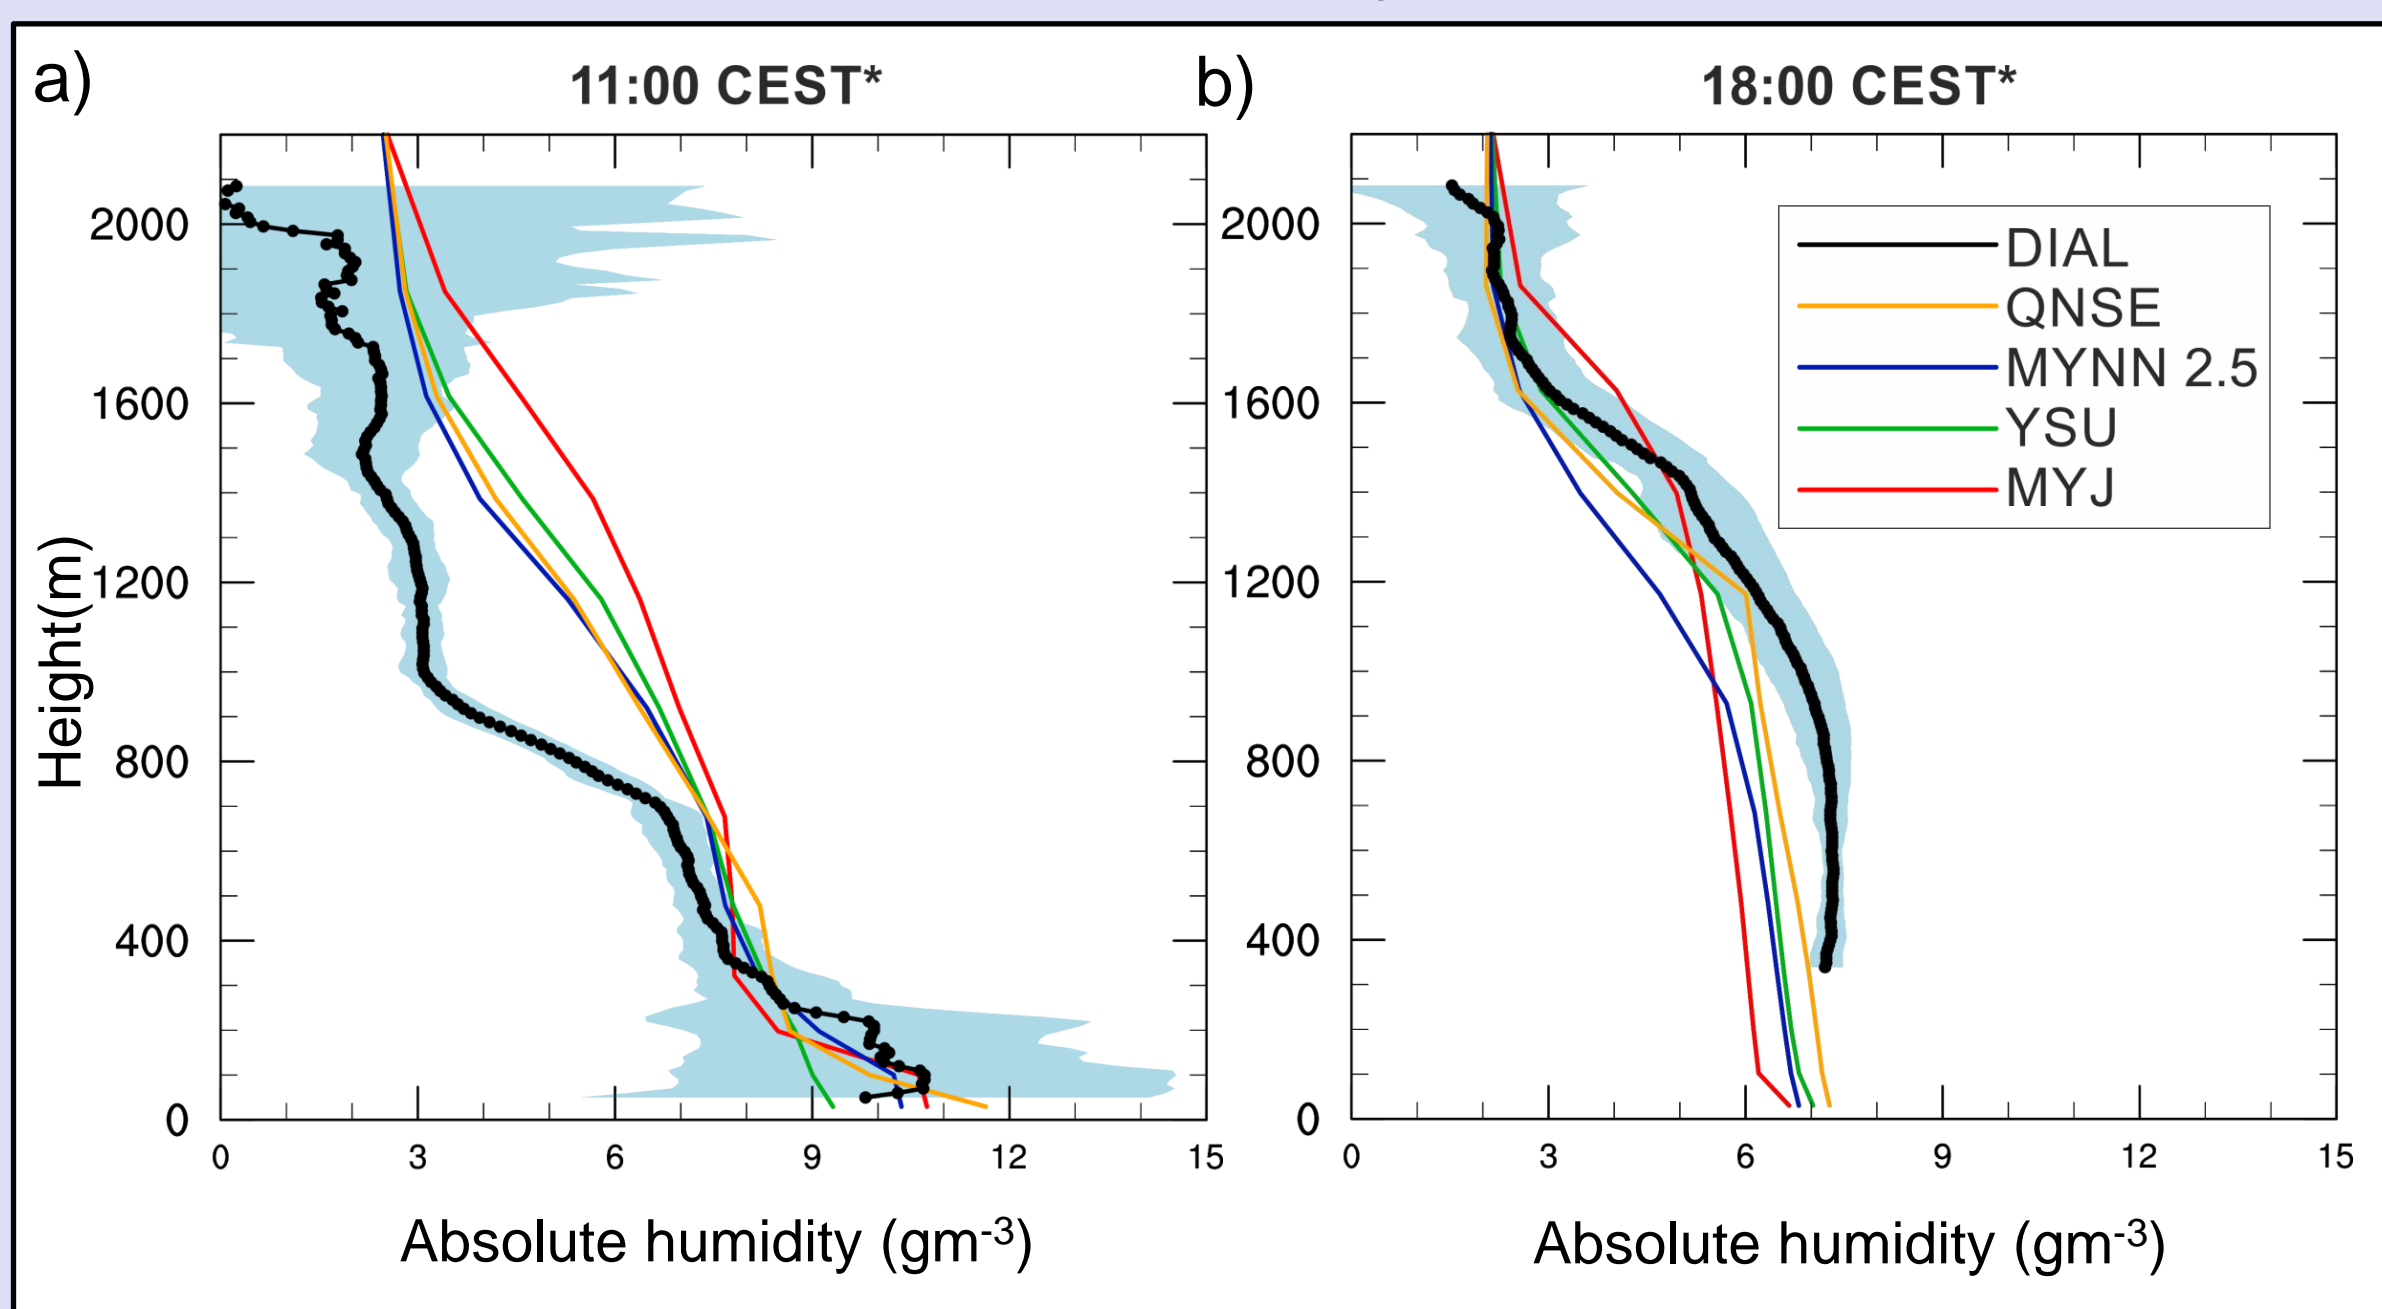 a)
11:00 CEST*
b)
18:00 CEST*
Height(m)
2000
1600
1200
800
400
0
0 3 6 9 12 15
Absolute humidity (gm-3)
2000
1600
1200
800
400
0
0 3 6 9 12 15
Absolute humidity (gm-3)
DIAL
QNSE
MYNN 2.5
YSU
MYJ